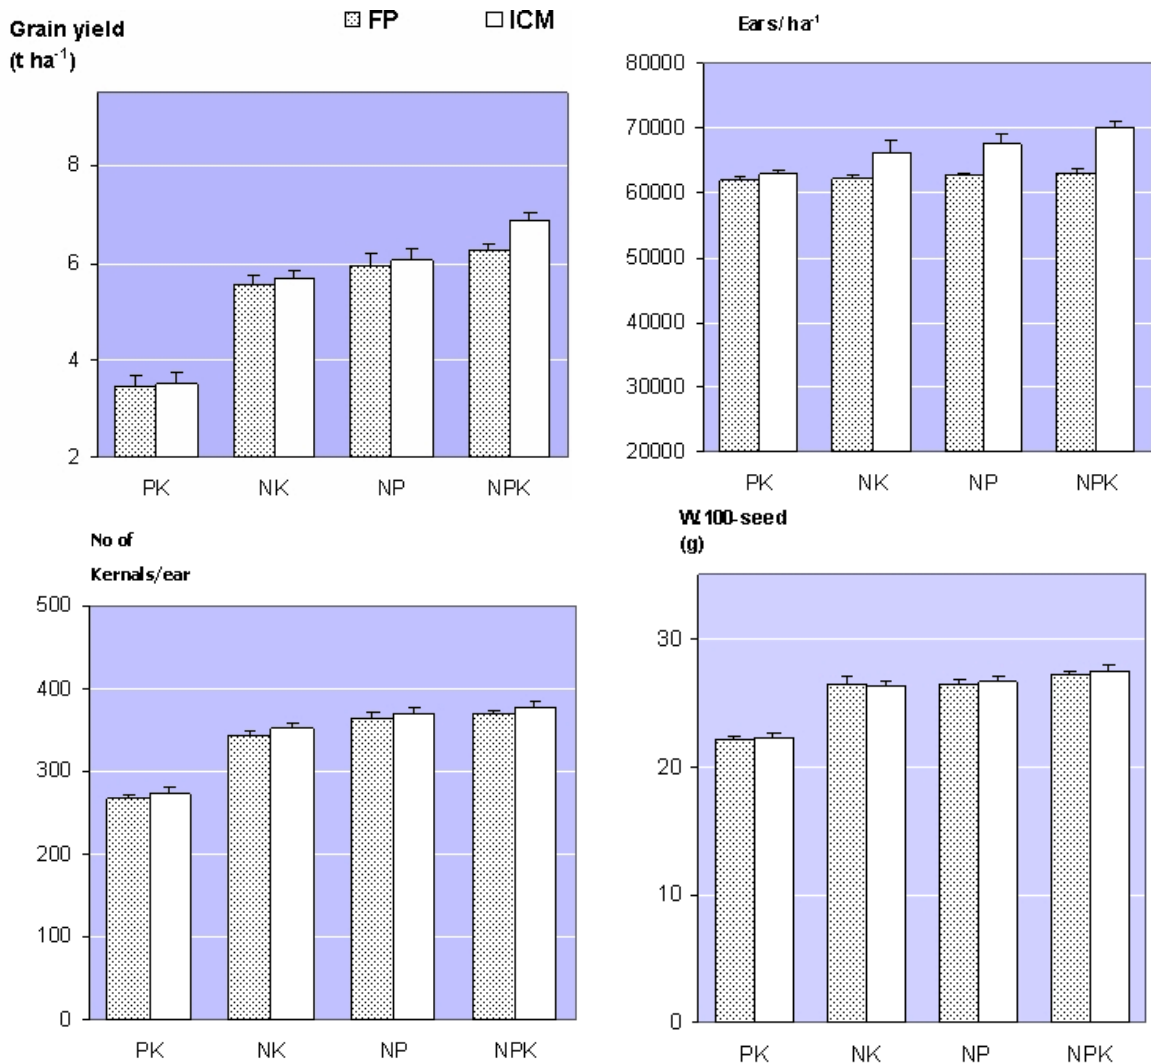 Grain yield
(t ha⁻¹)
FP
ICM
8
6
4
2
PK NK NP NPK
Ears/ ha⁻¹
80000
70000
60000
50000
40000
30000
20000
PK NK NP NPK
No of
Kernals/ear
500
400
300
200
100
0
PK NK NP NPK
W.100-seed
(g)
30
20
10
0
PK NK NP NPK